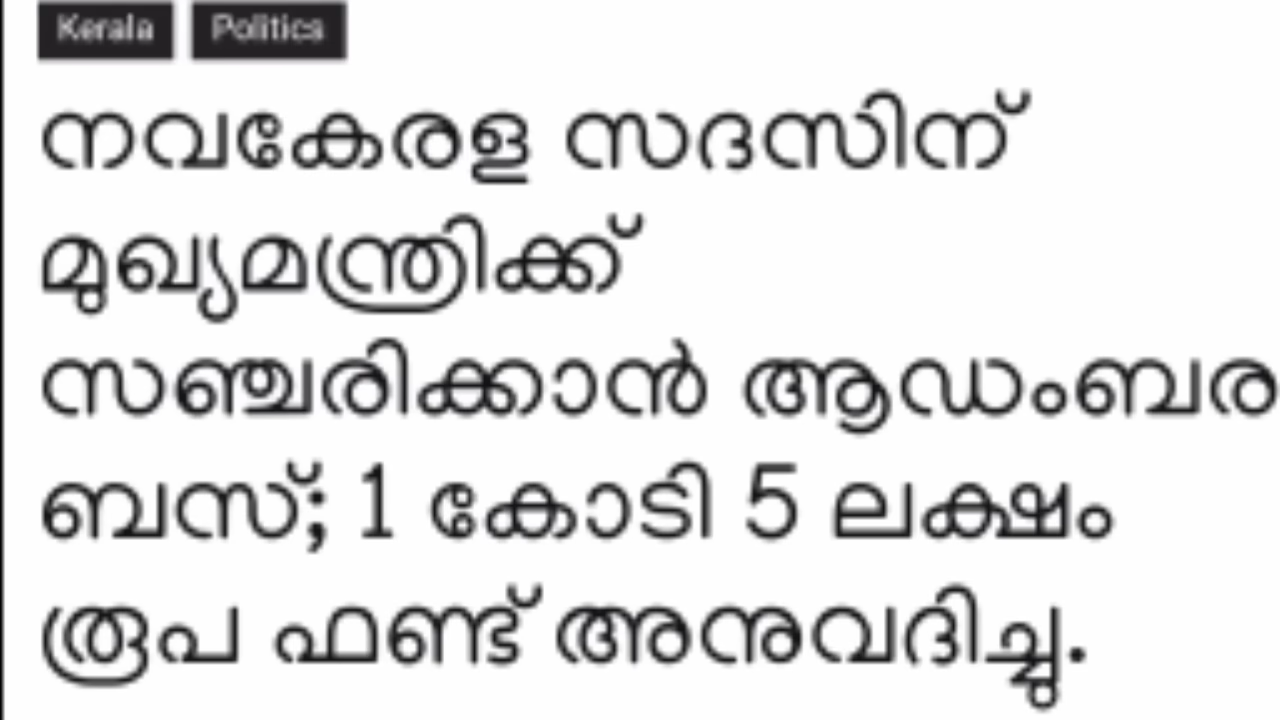 Kerala Politics
നവകേരള സദസിന്
മുഖ്യമന്ത്രിക്ക്
സഞ്ചരിക്കാൻ ആഡംബര
ബസ്; 1 കോടി 5 ലക്ഷം
രൂപ ഫണ്ട് അനുവദിച്ചു.